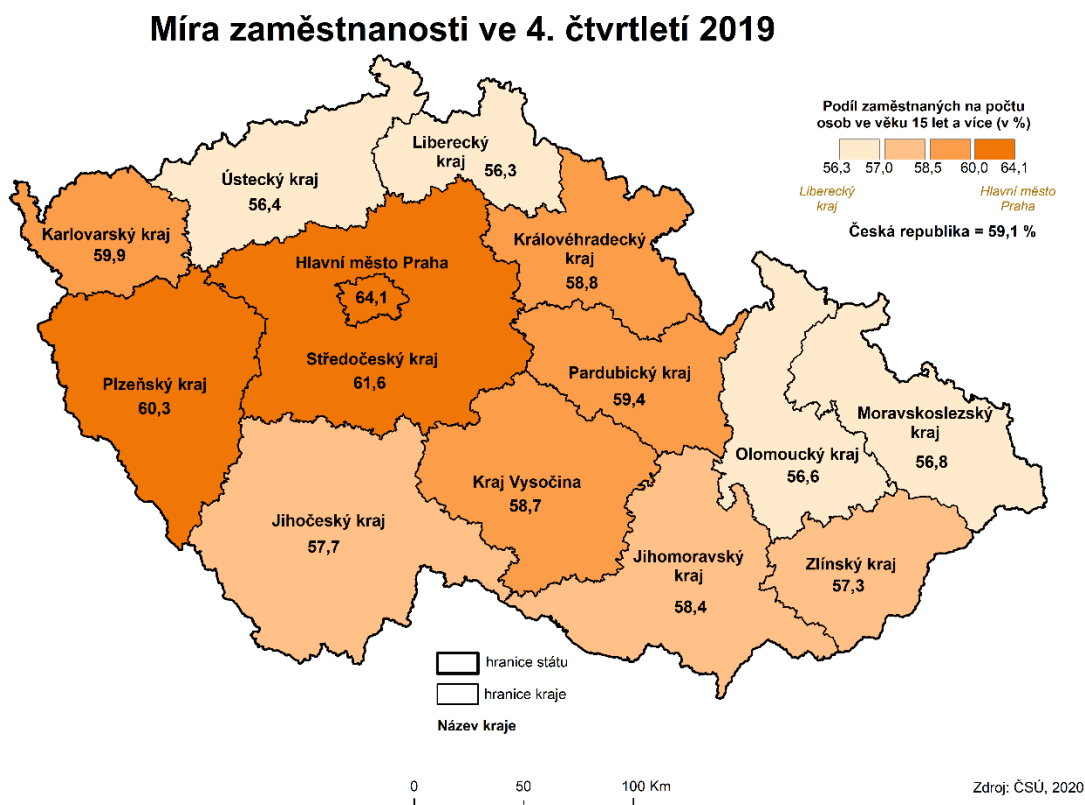 Míra zaměstnanosti ve 4. čtvrtletí 2019
Podíl zaměstnaných na počtu
osob ve věku 15 let a více (v %)
56,3 57,0 58,5 60,0 64,1
Liberecký
kraj
Hlavní město
Praha
Česká republika = 59,1 %
Liberecký
kraj
56,3
Ústecký kraj
56,4
Karlovarský kraj
59,9
Královéhradecký
kraj
58,8
Hlavní město Praha
64,1
Středočeský kraj
61,6
Plzeňský kraj
60,3
Pardubický kraj
59,4
Moravskoslezský
kraj
56,8
Olomoucký kraj
56,6
Kraj Vysočina
58,7
Jihočeský kraj
57,7
Jihomoravský
kraj
58,4
Zlínský kraj
57,3
hranice státu
hranice kraje
Název kraje
0 50 100 Km
Zdroj: ČSÚ, 2020